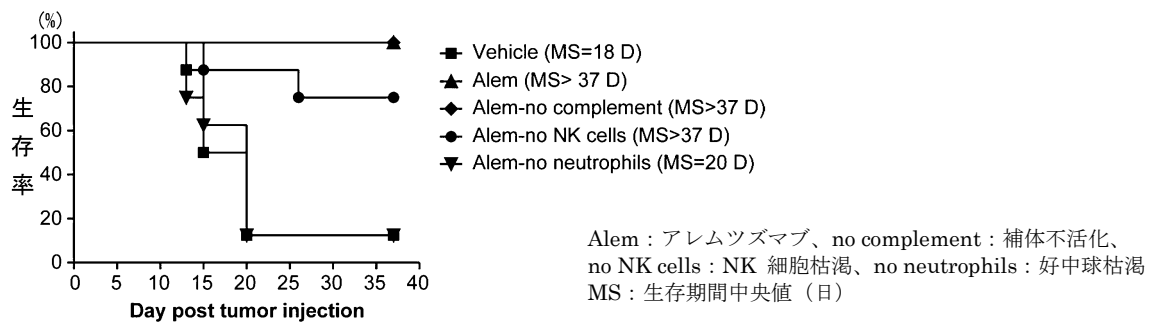 (%)
100
80
60
40
20
0
生存率
0 5 10 15 20 25 30 35 40
Day post tumor injection
Vehicle (MS=18 D)
Alem (MS> 37 D)
Alem-no complement (MS>37 D)
Alem-no NK cells (MS>37 D)
Alem-no neutrophils (MS=20 D)
Alem：アレムツズマブ、no complement：補体不活化、
no NK cells：NK 細胞枯渇、no neutrophils：好中球枯渇
MS：生存期間中央値（日）